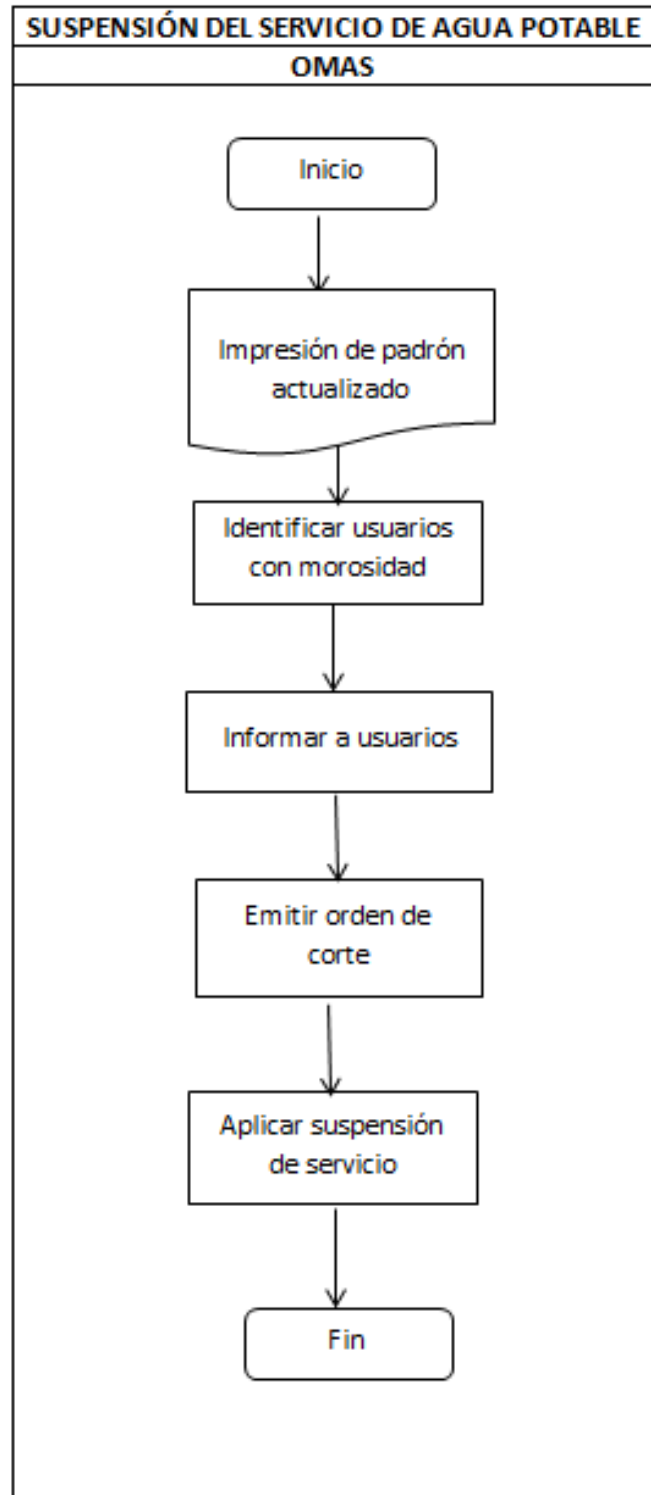 SUSPENSIÓN DEL SERVICIO DE AGUA POTABLE
OMAS
Inicio
Impresión de padrón
actualizado
Identificar usuarios
con morosidad
Informar a usuarios
Emitir orden de
corte
Aplicar suspensión
de servicio
Fin